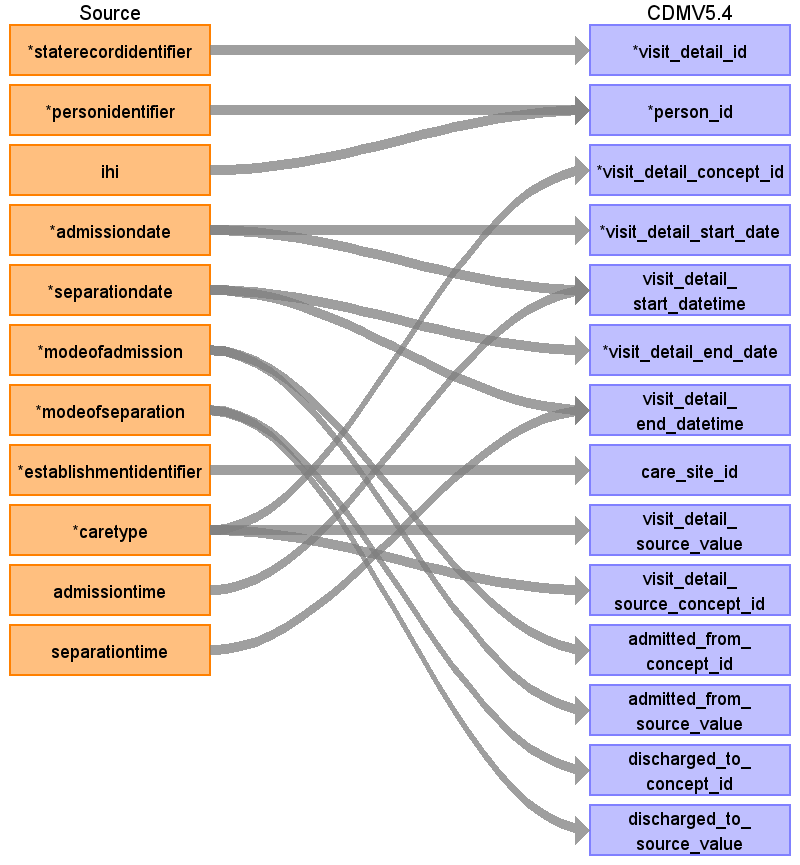 Source
CDMV5.4
*staterecordidentifier
*visit_detail_id
*personidentifier
*person_id
ihi
*visit_detail_concept_id
*admissiondate
*visit_detail_start_date
*separationdate
visit_detail_
start_datetime
*modeofadmission
*visit_detail_end_date
*modeofseparation
visit_detail_
end_datetime
*establishmentidentifier
care_site_id
*caretype
visit_detail_
source_value
admissiontime
visit_detail_
source_concept_id
separationtime
admitted_from_
concept_id
admitted_from_
source_value
discharged_to_
concept_id
discharged_to_
source_value